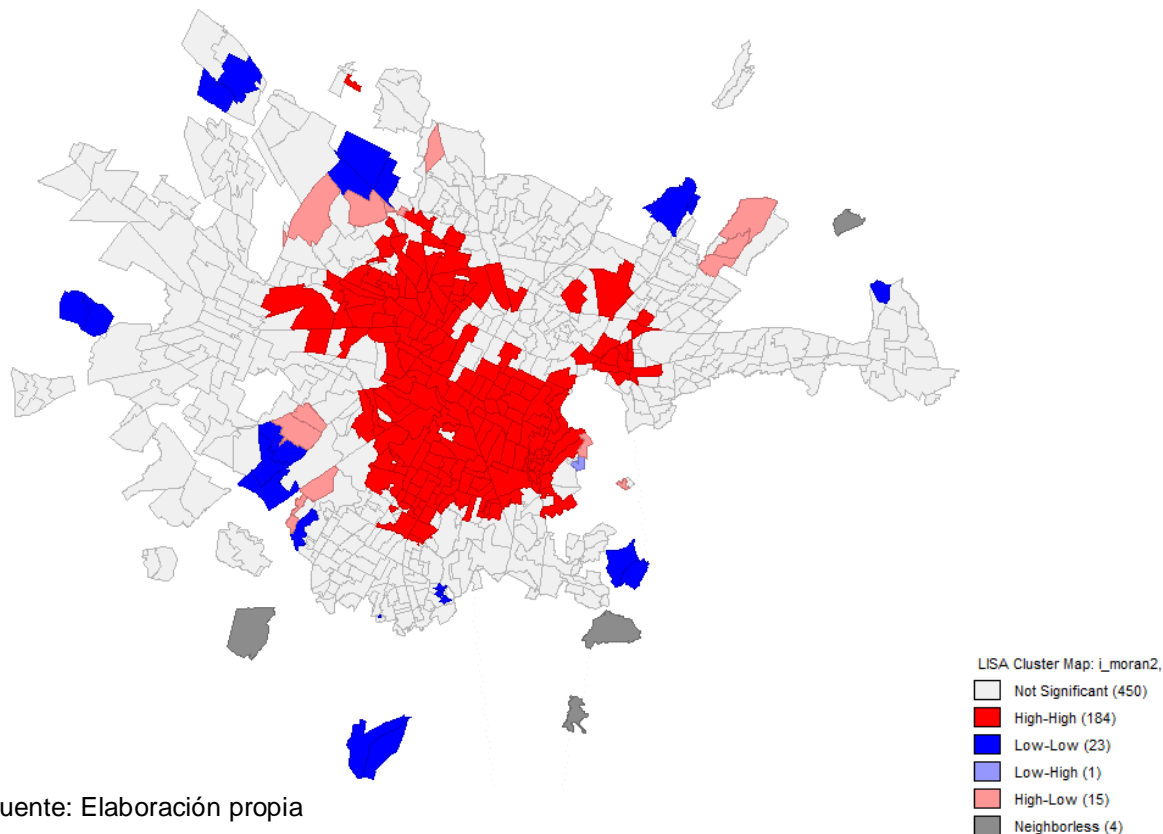 LISA Cluster Map: i_moran2,
Not Significant (450)
High-High (184)
Low-Low (23)
Low-High (1)
High-Low (15)
Neighborless (4)
uente: Elaboración propia